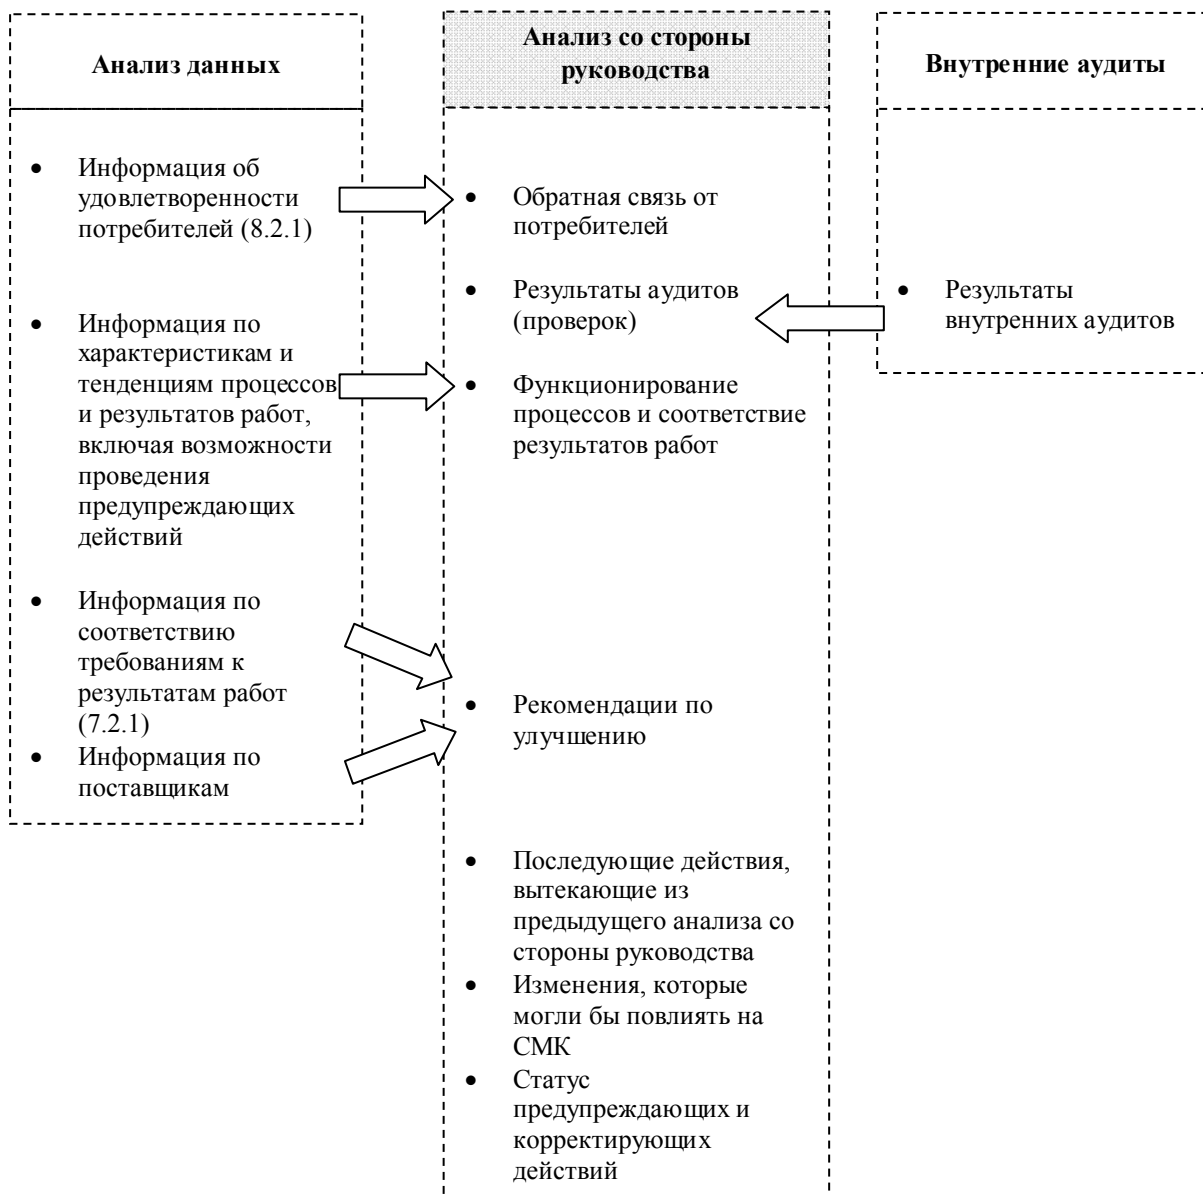 Анализ данных
• Информация об
удовлетворенности
потребителей (8.2.1)
• Информация по
характеристикам и
тенденциям процессов
и результатов работ,
включая возможности
проведения
предупреждающих
действий
• Информация по
соответствию
требованиям к
результатам работ
(7.2.1)
• Информация по
поставщикам
Анализ со стороны
руководства
• Обратная связь от
потребителей
• Результаты аудитов
(проверок)
• Функционирование
процессов и соответствие
результатов работ
• Рекомендации по
улучшению
• Последующие действия,
вытекающие из
предыдущего анализа со
стороны руководства
• Изменения, которые
могли бы повлиять на
СМК
• Статус
предупреждающих и
корректирующих
действий
Внутренние аудиты
• Результаты
внутренних аудитов